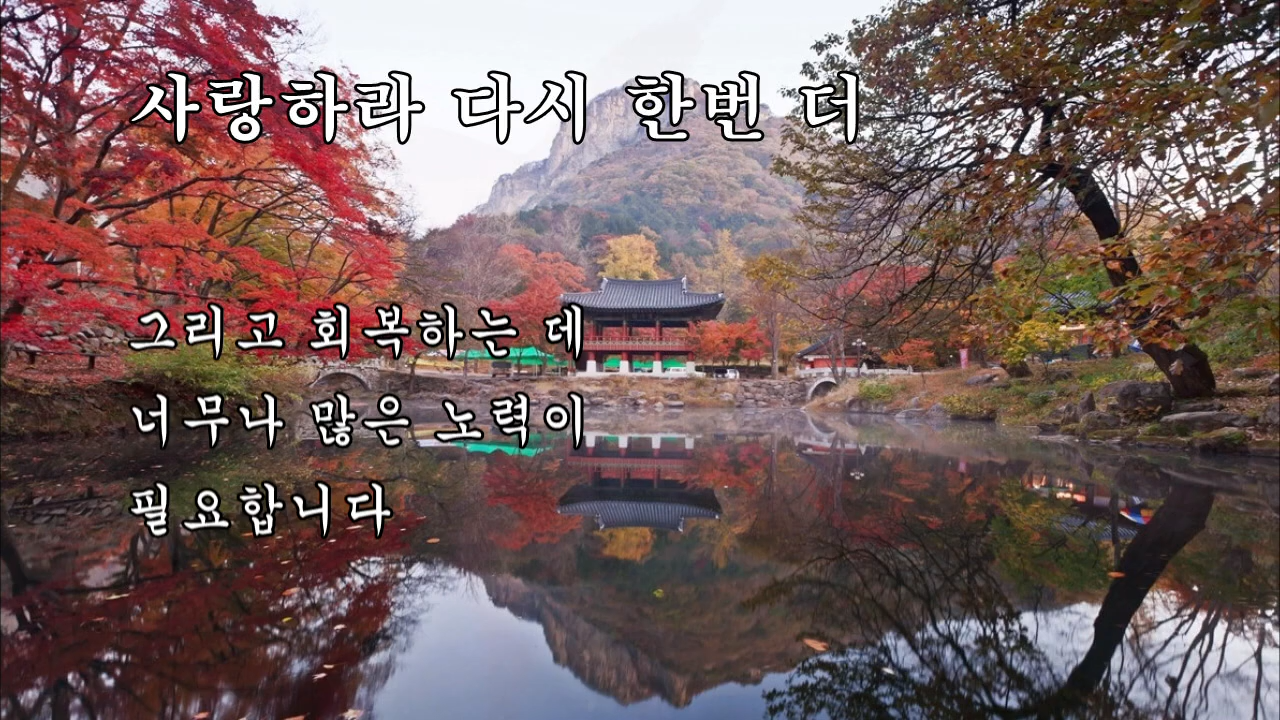 사랑하라 다시 한번 더
그리고 회복하는 데
너무나 많은 노력이
필요합니다